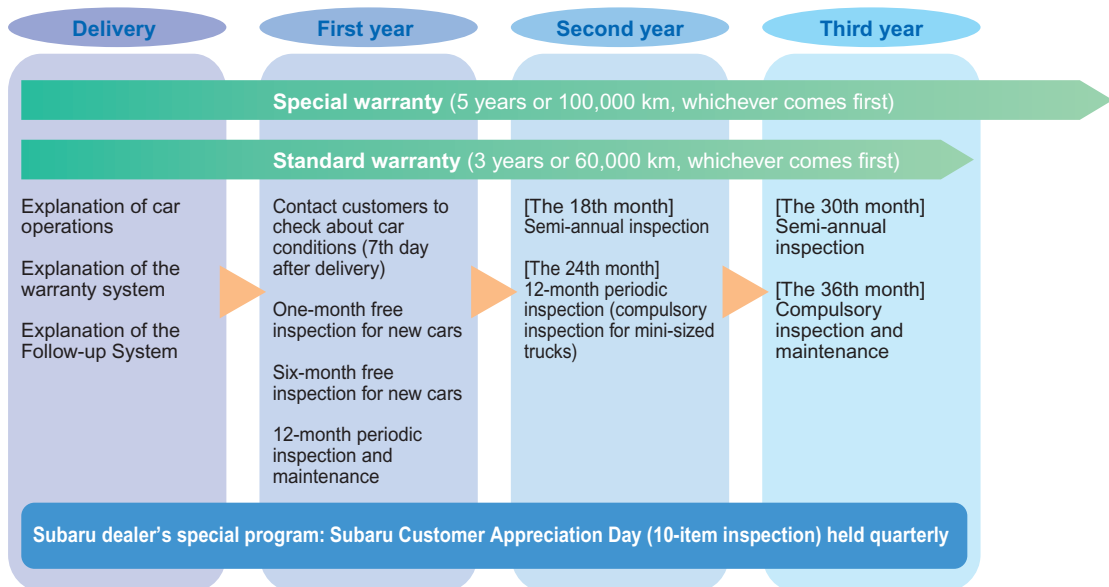 Delivery
First year
Second year
Third year
Special warranty (5 years or 100,000 km, whichever comes first)
Standard warranty (3 years or 60,000 km, whichever comes first)
Explanation of car
operations
Explanation of the
warranty system
Explanation of the
Follow-up System
Contact customers to
check about car
conditions (7th day
after delivery)
One-month free
inspection for new cars
Six-month free
inspection for new cars
12-month periodic
inspection and
maintenance
[The 18th month]
Semi-annual inspection
[The 24th month]
12-month periodic
inspection (compulsory
inspection for mini-sized
trucks)
[The 30th month]
Semi-annual
inspection
[The 36th month]
Compulsory
inspection and
maintenance
Subaru dealer's special program: Subaru Customer Appreciation Day (10-item inspection) held quarterly